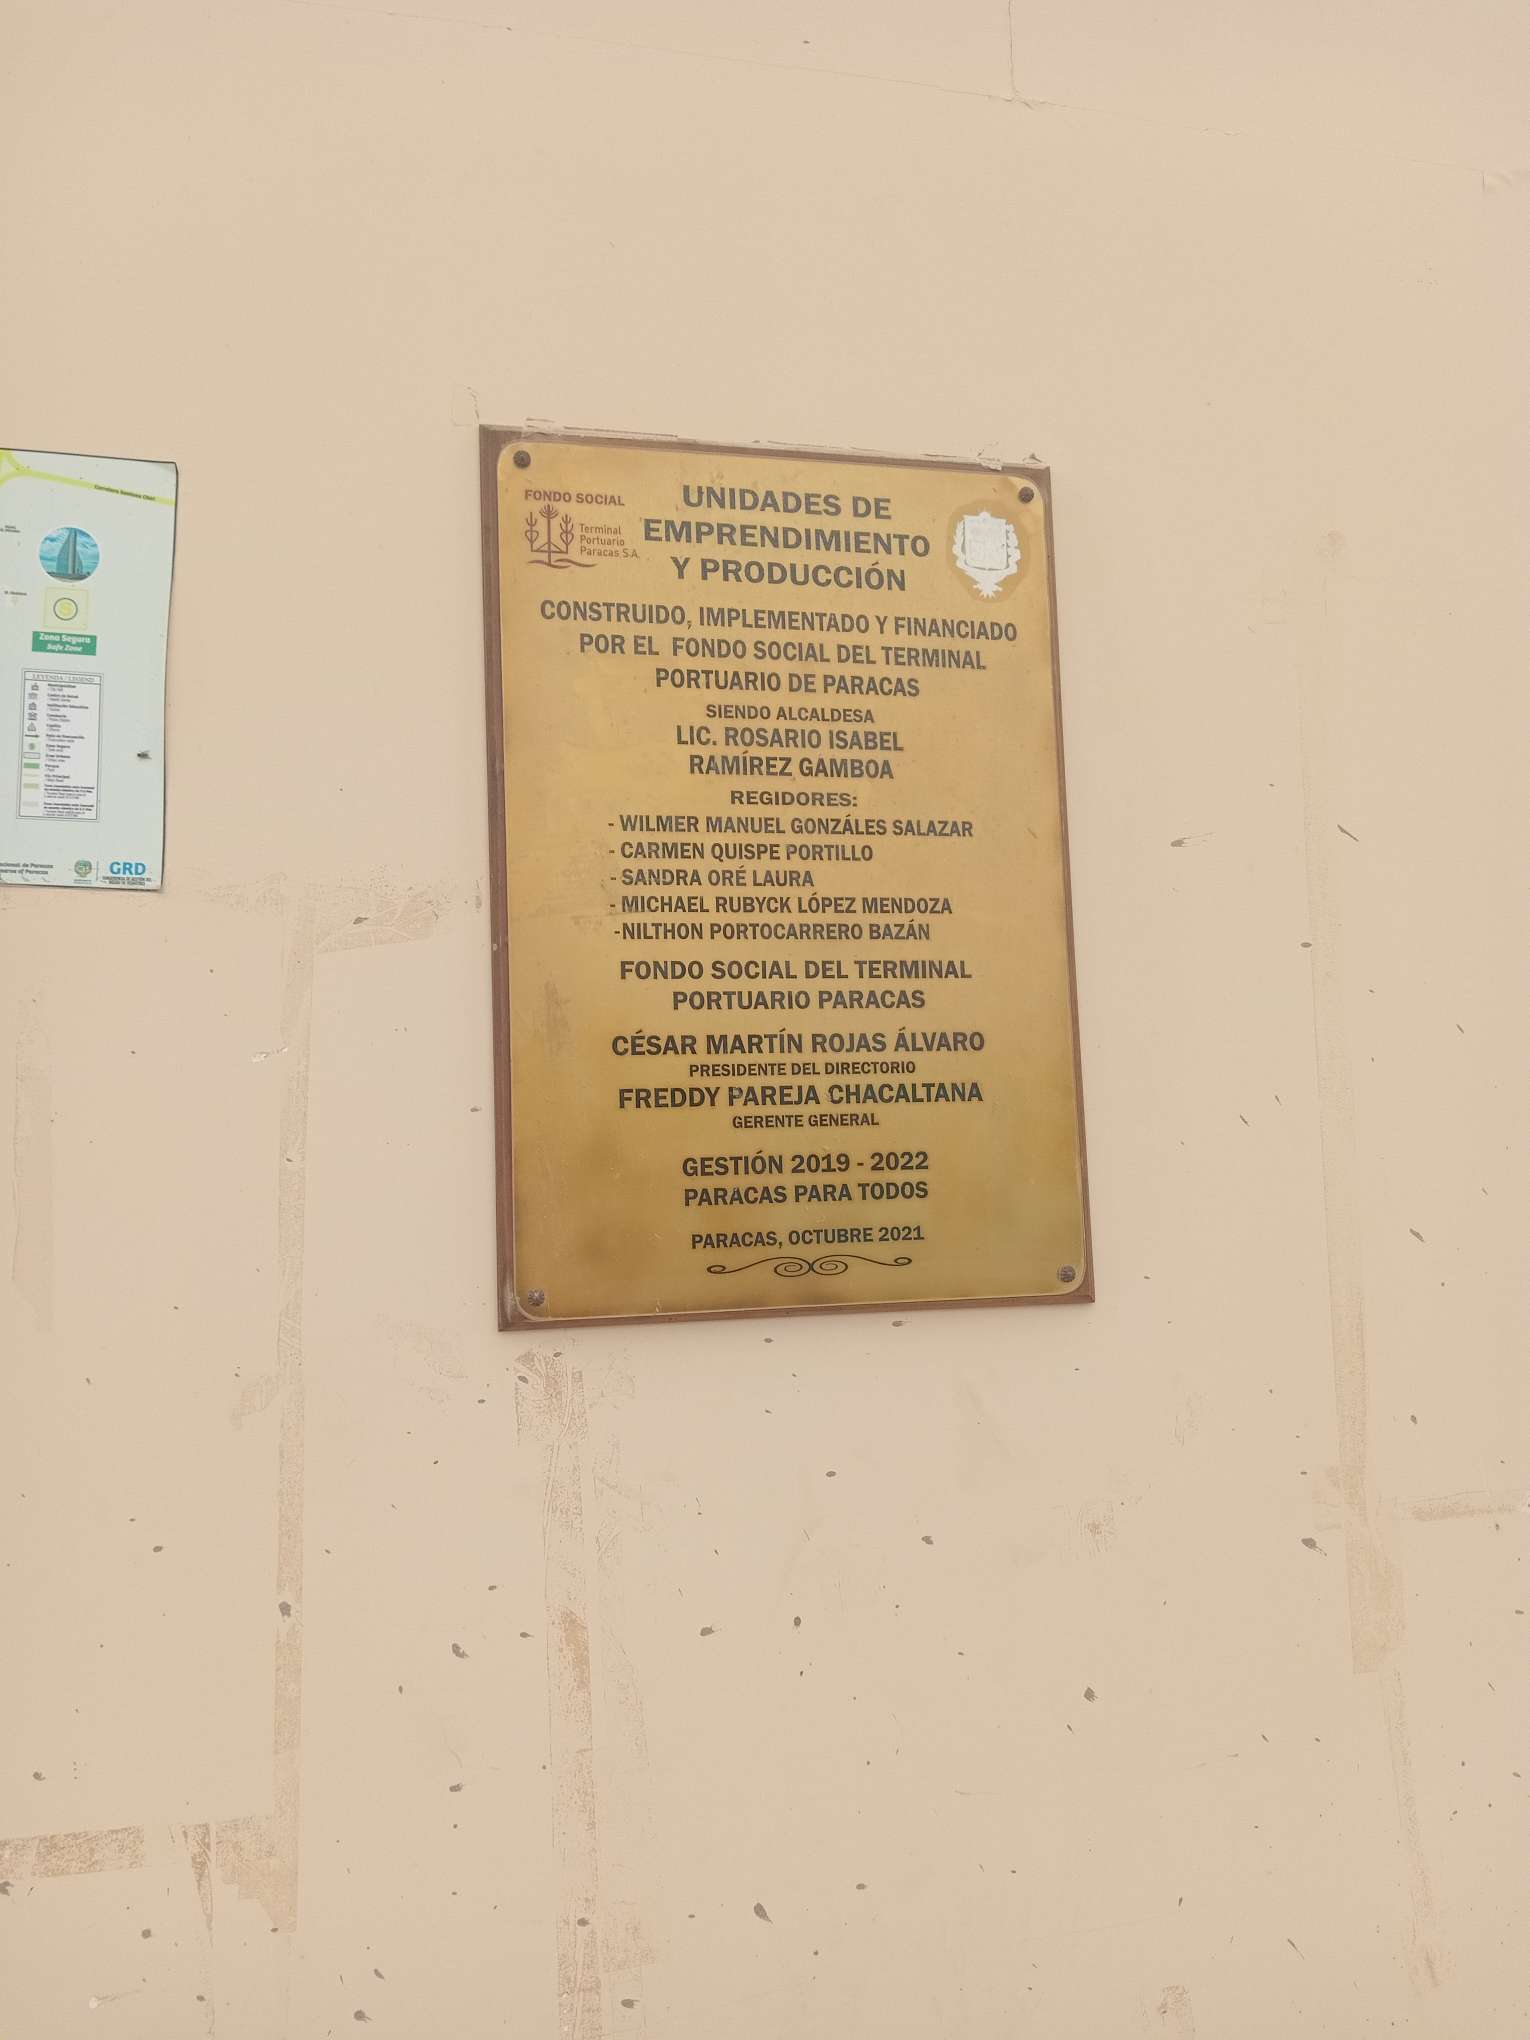 FONDO SOCIAL
Terminal
Portuario
Paracas S.A.
UNIDADES DE
EMPRENDIMIENTO
Y PRODUCCIÓN
CONSTRUIDO, IMPLEMENTADO Y FINANCIADO
POR EL FONDO SOCIAL DEL TERMINAL
PORTUARIO DE PARACAS
SIENDO ALCALDESA
LIC. ROSARIO ISABEL
RAMÍREZ GAMBOA
REGIDORES:
- WILMER MANUEL GONZÁLES SALAZAR
- CARMEN QUISPE PORTILLO
- SANDRA ORÉ LAURA
- MICHAEL RUBYCK LÓPEZ MENDOZA
-NILTHON PORTOCARRERO BAZÁN
FONDO SOCIAL DEL TERMINAL
PORTUARIO PARACAS
CÉSAR MARTÍN ROJAS ÁLVARO
PRESIDENTE DEL DIRECTORIO
FREDDY PAREJA CHACALTANA
GERENTE GENERAL
GESTIÓN 2019 - 2022
PARACAS PARA TODOS
PARACAS, OCTUBRE 2021
S
Zona Segura
Safe Zone
LEYENDA / LEGEND
GRD